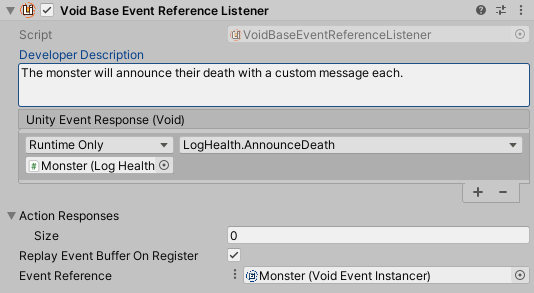 Void Base Event Reference Listener
Script VoidBaseEventReferenceListener
Developer Description
The monster will announce their death with a custom message each.
Unity Event Response (Void)
Runtime Only LogHealth.AnnounceDeath
# Monster (Log Health
+ −
Action Responses
Size 0
Replay Event Buffer On Register
Event Reference Monster (Void Event Instancer)